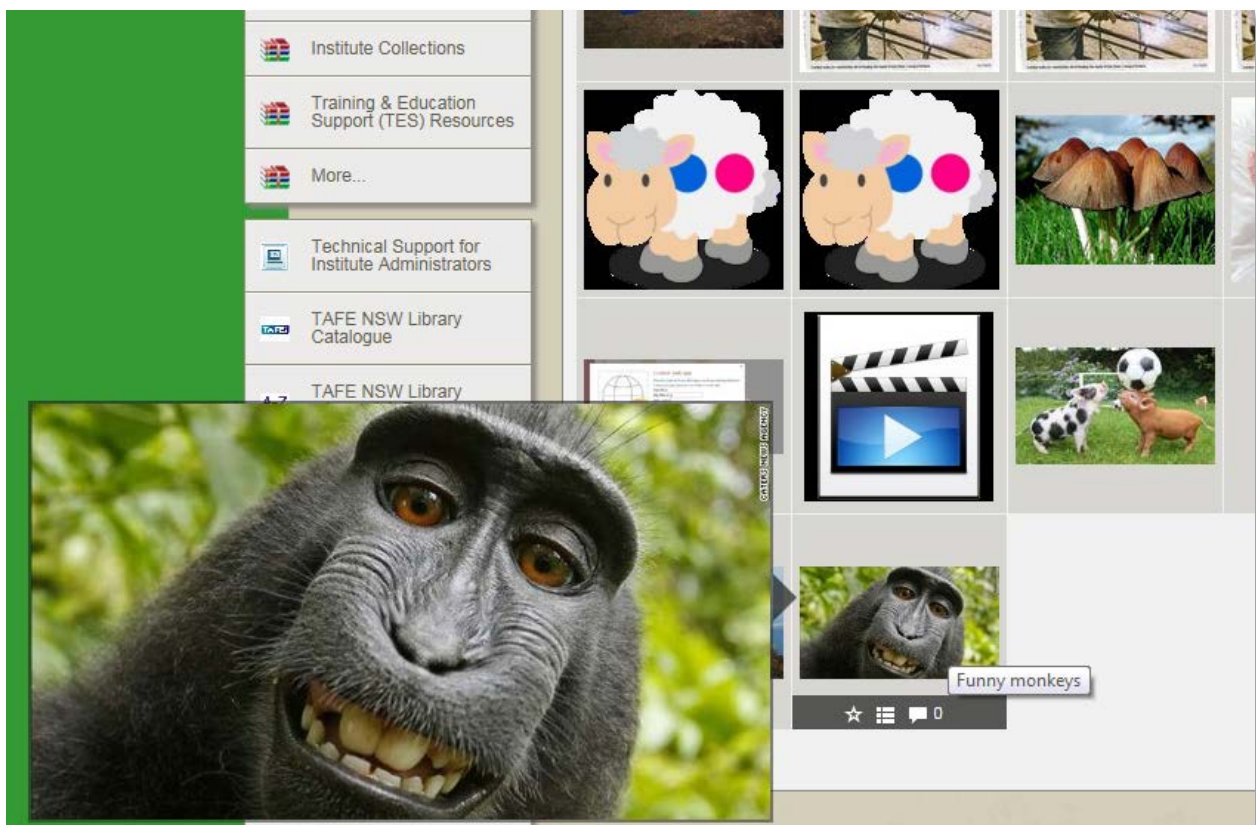 Institute Collections
Training & Education
Support (TES) Resources
More...
Technical Support for
Institute Administrators
TAFE
TAFE NSW Library
Catalogue
A-Z
TAFE NSW Library
CATERS NEWS AGENCY
Funny monkeys
0